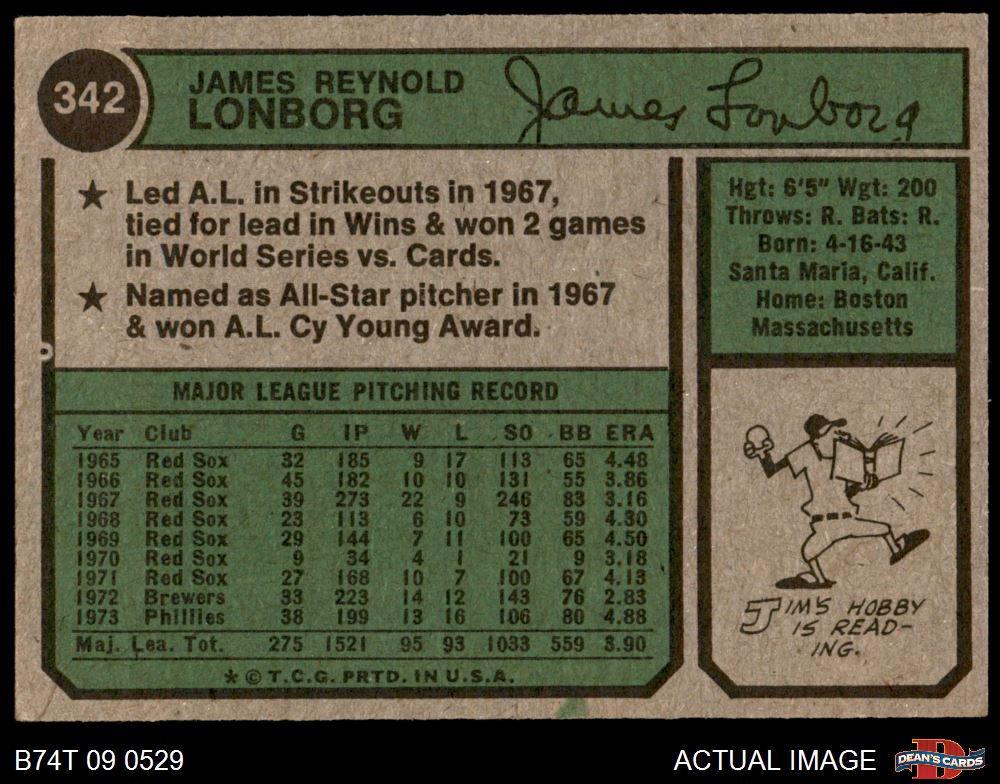 342
JAMES REYNOLD
LONBORG
James Lonborg
★ Led A.L. in Strikeouts in 1967,
tied for lead in Wins & won 2 games
in World Series vs. Cards.
★ Named as All-Star pitcher in 1967
& won A.L. Cy Young Award.
Hgt: 6'5" Wgt: 200
Throws: R. Bats: R.
Born: 4-16-43
Santa Maria, Calif.
Home: Boston
Massachusetts
MAJOR LEAGUE PITCHING RECORD
Year Club G IP W L SO BB ERA
1965 Red Sox 32 185 9 17 113 65 4.48
1966 Red Sox 45 182 10 10 131 55 3.86
1967 Red Sox 39 273 22 9 246 83 3.16
1968 Red Sox 23 113 6 10 73 59 4.30
1969 Red Sox 29 144 7 11 100 65 4.50
1970 Red Sox 9 34 4 1 21 9 3.18
1971 Red Sox 27 168 10 7 100 67 4.13
1972 Brewers 33 223 14 12 143 76 2.83
1973 Phillies 38 199 13 16 106 80 4.88
Maj. Lea. Tot. 275 1521 95 93 1033 559 3.90
★ © T.C.G. PRTD. IN U.S.A.
JIM'S HOBBY
IS READ-
ING.
B74T 09 0529
ACTUAL IMAGE
DEAN'S CARDS